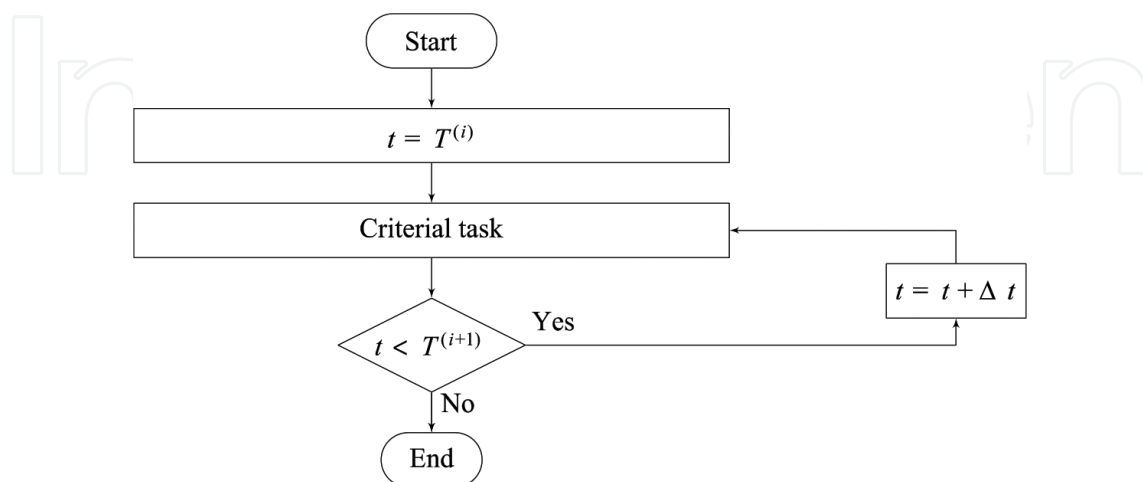 Start
t = T^(i)
Criterial task
t = t + Δ t
t < T^(i+1)
Yes
No
End